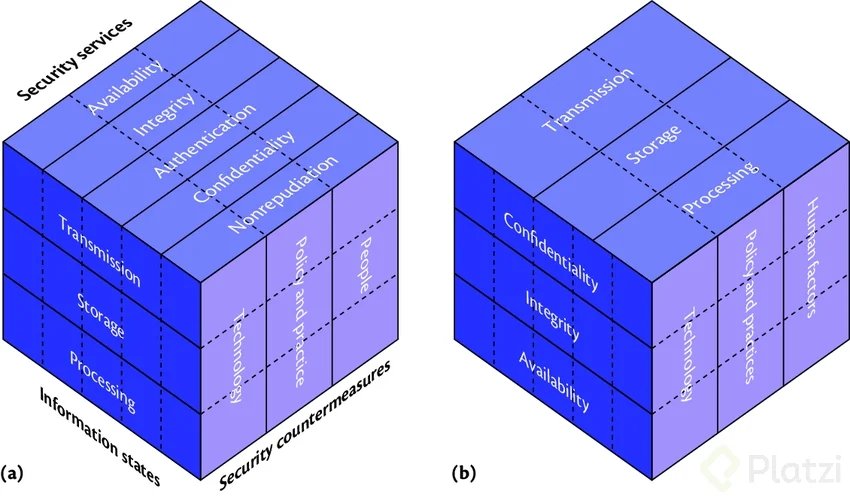 Security services
Availability
Integrity
Authentication
Confidentiality
Nonrepudiation
Transmission
Storage
Processing
Technology
Policy and practice
People
Information states
Security countermeasures
(a)
Transmission
Storage
Processing
Confidentiality
Integrity
Availability
Technology
Policy and practices
Human factors
(b)
Platzi